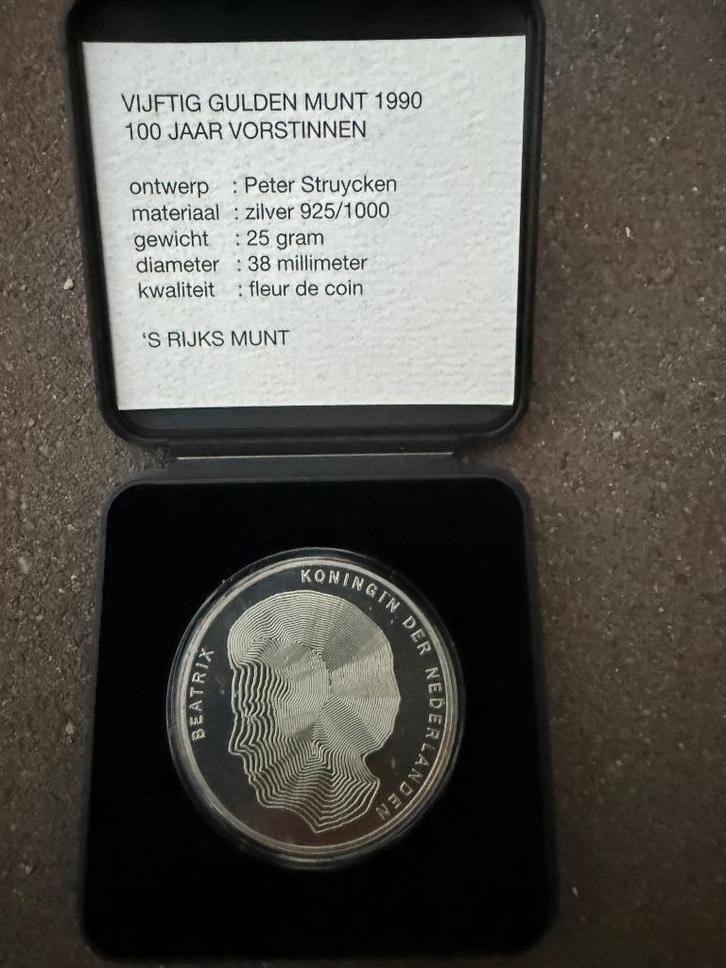 VIJFTIG GULDEN MUNT 1990
100 JAAR VORSTINNEN
ontwerp : Peter Struycken
materiaal : zilver 925/1000
gewicht : 25 gram
diameter : 38 millimeter
kwaliteit : fleur de coin
‘S RIJKS MUNT
BEATRIX
KONINGIN DER NEDERLANDEN